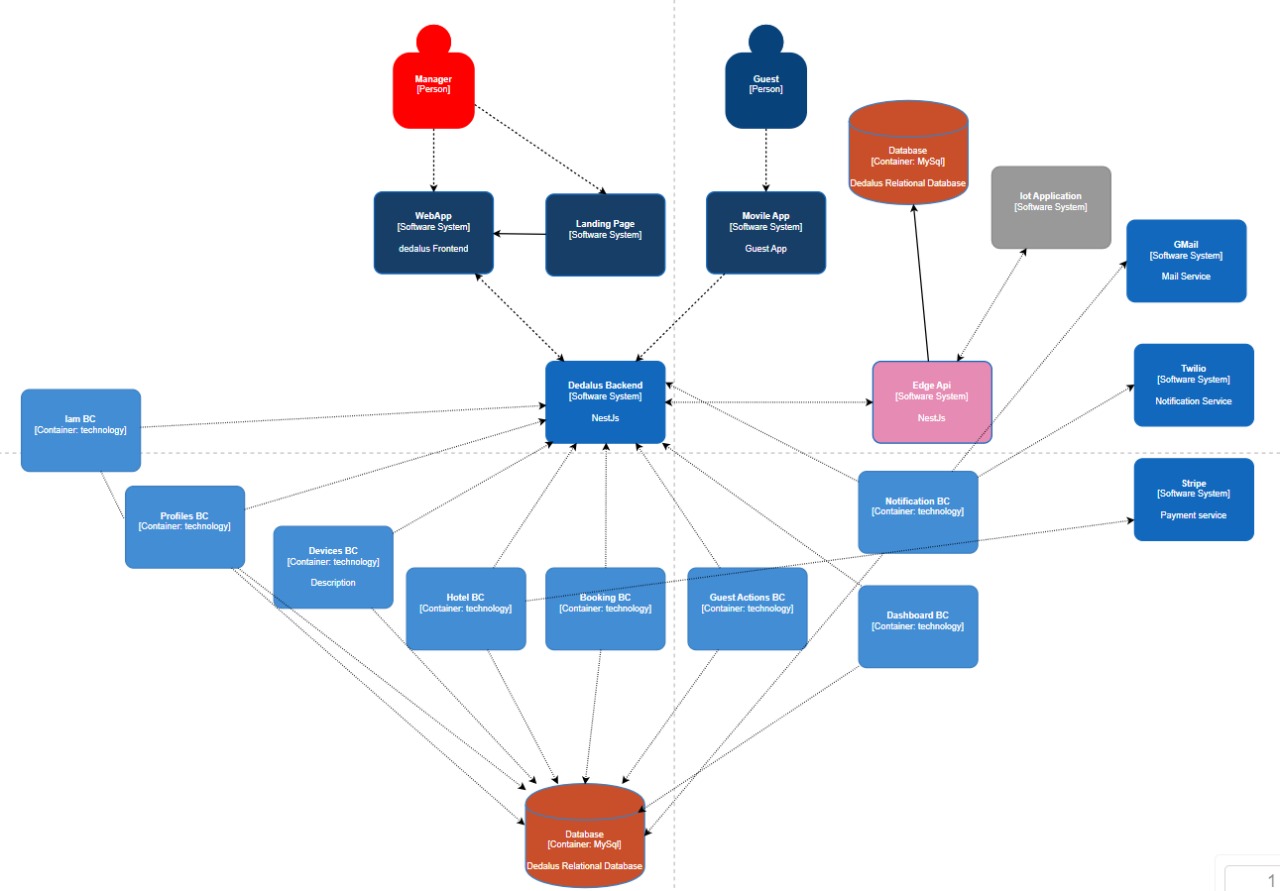 Manager
[Person]
Guest
[Person]
Database
[Container: MySql]
Dedalus Relational Database
Iot Application
[Software System]
WebApp
[Software System]
dedalus Frontend
Landing Page
[Software System]
Movile App
[Software System]
Guest App
GMail
[Software System]
Mail Service
Dedalus Backend
[Software System]
NestJs
Edge Api
[Software System]
NestJs
Twilio
[Software System]
Notification Service
Iam BC
[Container: technology]
Profiles BC
[Container: technology]
Devices BC
[Container: technology]
Description
Hotel BC
[Container: technology]
Booking BC
[Container: technology]
Guest Actions BC
[Container: technology]
Notification BC
[Container: technology]
Stripe
[Software System]
Payment service
Dashboard BC
[Container: technology]
Database
[Container: MySql]
Dedalus Relational Database
1